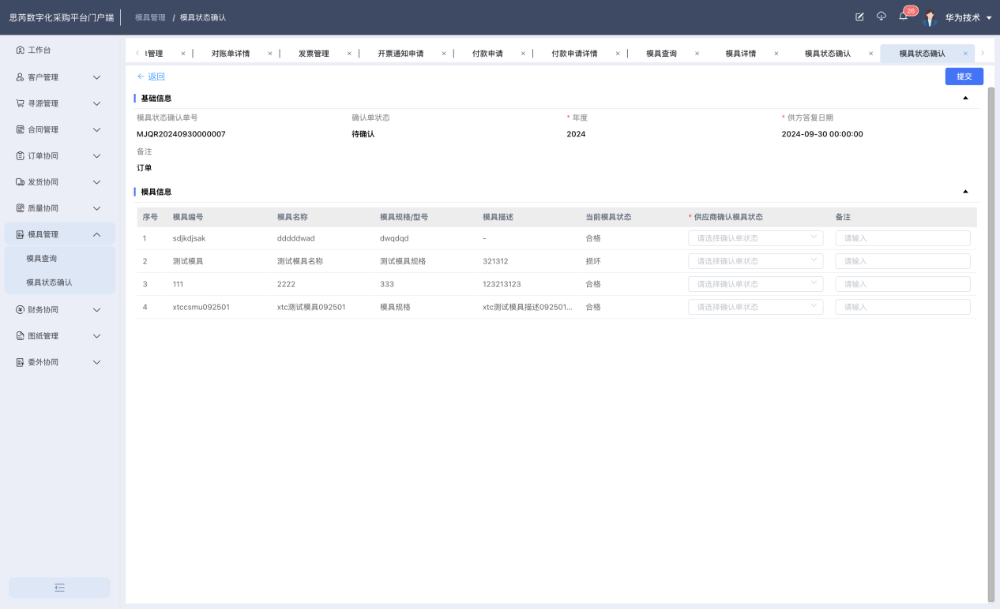 思芮数字化采购平台门户端 模具管理 / 模具状态确认 26 华为技术
工作台
客户管理
寻源管理
合同管理
订单协同
发货协同
质量协同
模具管理
模具查询
模具状态确认
财务协同
图纸管理
委外协同
管理 × 对账单详情 × 发票管理 × 开票通知申请 × 付款申请 × 付款申请详情 × 模具查询 × 模具详情 × 模具状态确认 × 模具状态确认 ×
← 返回 提交
基础信息
模具状态确认单号 确认单状态 * 年度 * 供方答复日期
MJQR20240930000007 待确认 2024 2024-09-30 00:00:00
备注
订单
模具信息
序号 模具编号 模具名称 模具规格/型号 模具描述 当前模具状态 * 供应商确认模具状态 备注
1 sdjkdjsak dddddwad dwqdqd - 合格 请选择确认单状态 请输入
2 测试模具 测试模具名称 测试模具规格 321312 损坏 请选择确认单状态 请输入
3 111 2222 333 123213123 合格 请选择确认单状态 请输入
4 xtccsmu092501 xtc测试模具092501 模具规格 xtc测试模具描述092501... 合格 请选择确认单状态 请输入